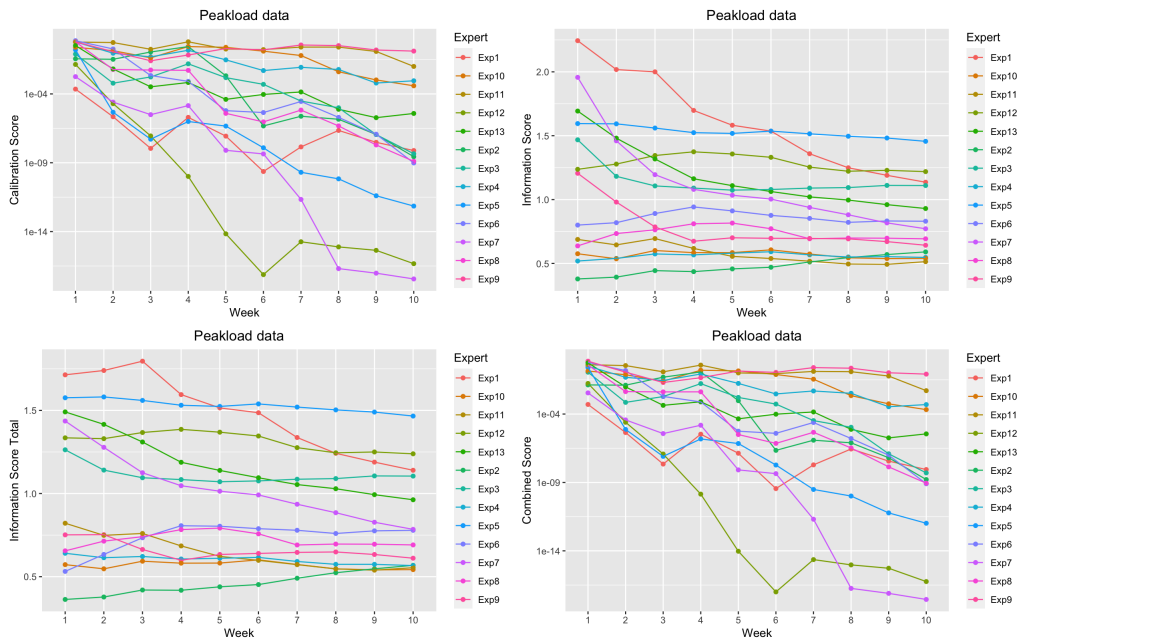 Peakload data
Calibration Score
1e-04
1e-09
1e-14
1 2 3 4 5 6 7 8 9 10
Week
Expert
Exp1
Exp10
Exp11
Exp12
Exp13
Exp2
Exp3
Exp4
Exp5
Exp6
Exp7
Exp8
Exp9
Peakload data
Information Score
2.0
1.5
1.0
0.5
1 2 3 4 5 6 7 8 9 10
Week
Expert
Exp1
Exp10
Exp11
Exp12
Exp13
Exp2
Exp3
Exp4
Exp5
Exp6
Exp7
Exp8
Exp9
Peakload data
Information Score Total
1.5
1.0
0.5
1 2 3 4 5 6 7 8 9 10
Week
Expert
Exp1
Exp10
Exp11
Exp12
Exp13
Exp2
Exp3
Exp4
Exp5
Exp6
Exp7
Exp8
Exp9
Peakload data
Combined Score
1e-04
1e-09
1e-14
1 2 3 4 5 6 7 8 9 10
Week
Expert
Exp1
Exp10
Exp11
Exp12
Exp13
Exp2
Exp3
Exp4
Exp5
Exp6
Exp7
Exp8
Exp9